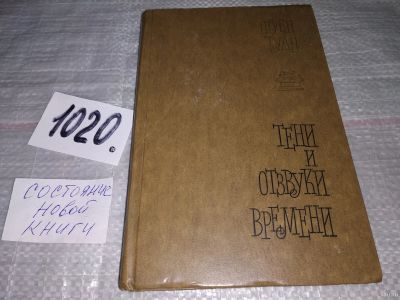 1020.
СОСТОЯНИЕ
НОВОЙ
КНИГИ
ТЕНИ
И
ОТЗВУКИ
ВРЕМЕНИ